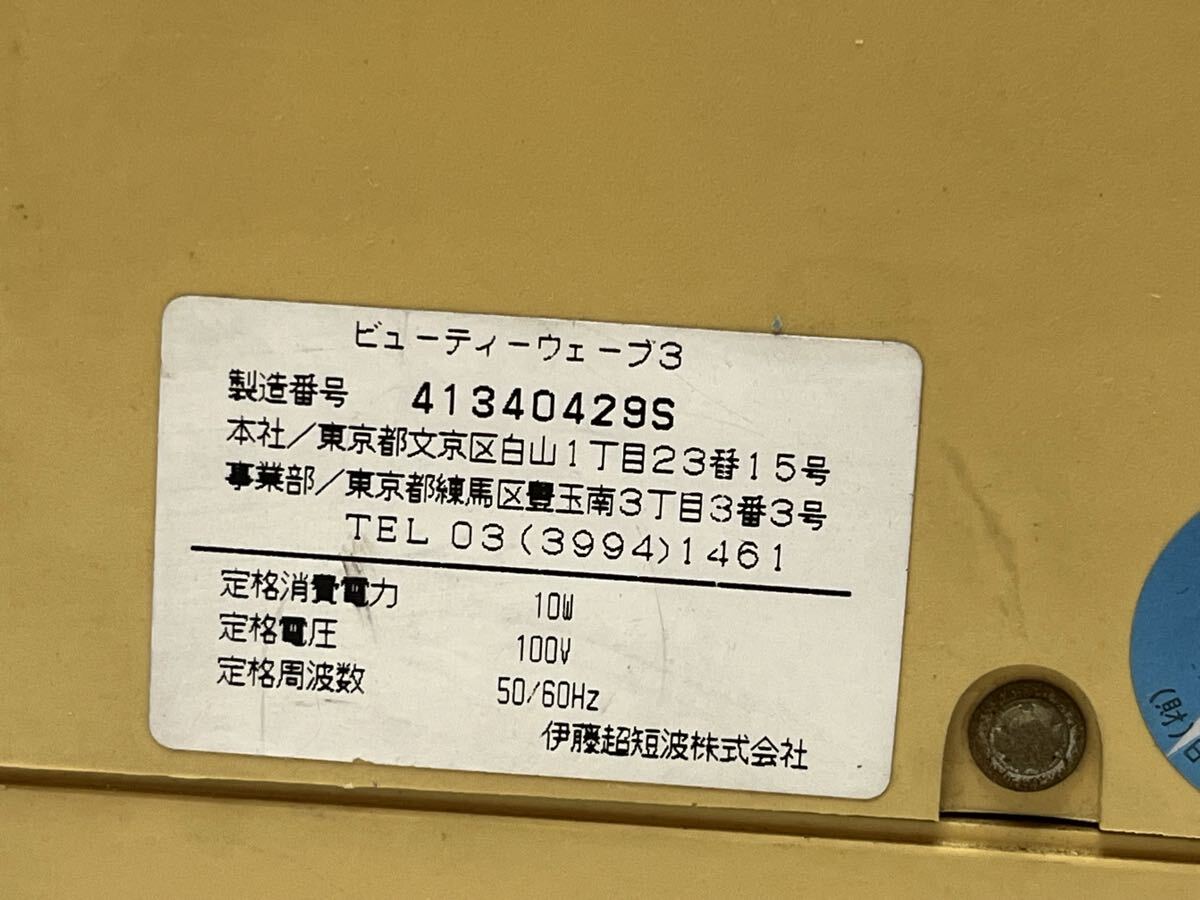 ビューティーウェーブ3
製造番号 41340429S
本社/東京都文京区白山1丁目23番15号
事業部/東京都練馬区豊玉南3丁目3番3号
TEL 03(3994)1461
定格消費電力 10W
定格電圧 100V
定格周波数 50/60Hz
伊藤超短波株式会社
(財)日